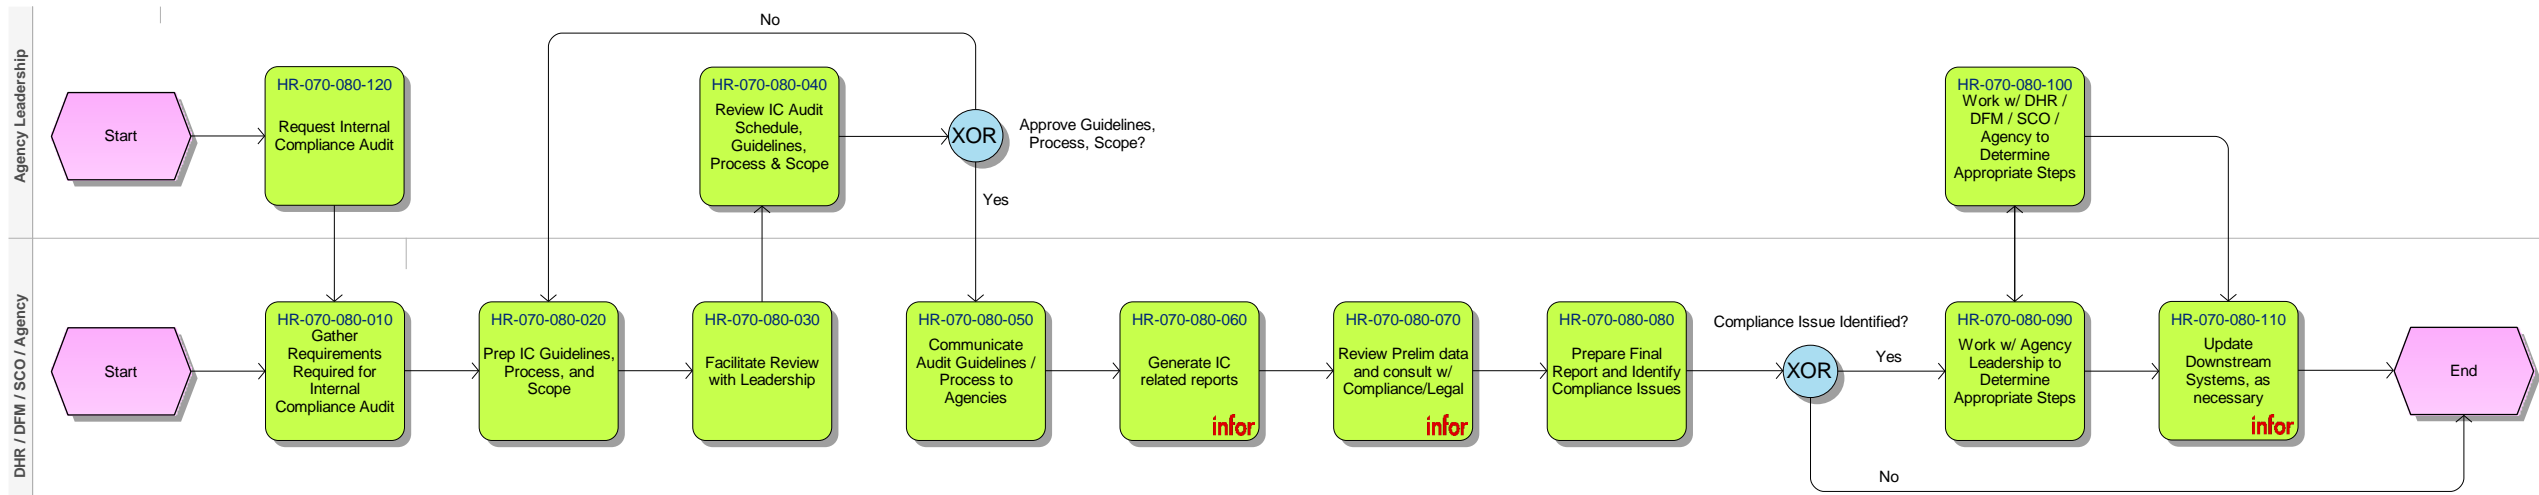 Agency Leadership
No
Start
HR-070-080-120
Request Internal
Compliance Audit
HR-070-080-040
Review IC Audit
Schedule,
Guidelines,
Process & Scope
XOR
Approve Guidelines,
Process, Scope?
Yes
HR-070-080-100
Work w/ DHR /
DFM / SCO /
Agency to
Determine
Appropriate Steps
DHR / DFM / SCO / Agency
Start
HR-070-080-010
Gather
Requirements
Required for
Internal
Compliance Audit
HR-070-080-020
Prep IC Guidelines,
Process, and
Scope
HR-070-080-030
Facilitate Review
with Leadership
HR-070-080-050
Communicate
Audit Guidelines /
Process to
Agencies
HR-070-080-060
Generate IC
related reports
infor
HR-070-080-070
Review Prelim data
and consult w/
Compliance/Legal
infor
HR-070-080-080
Prepare Final
Report and Identify
Compliance Issues
Compliance Issue Identified?
XOR
Yes
No
HR-070-080-090
Work w/ Agency
Leadership to
Determine
Appropriate Steps
HR-070-080-110
Update
Downstream
Systems, as
necessary
infor
End